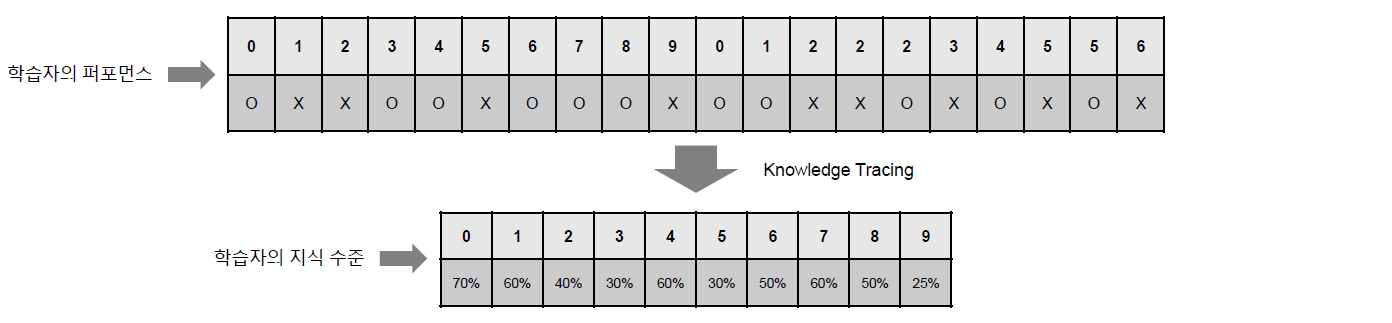 0 1 2 3 4 5 6 7 8 9 0 1 2 2 2 3 4 5 5 6
학습자의 퍼포먼스
O X X O O X O O O X O O X X O X O X O X
Knowledge Tracing
0 1 2 3 4 5 6 7 8 9
학습자의 지식 수준
70% 60% 40% 30% 60% 30% 50% 60% 50% 25%